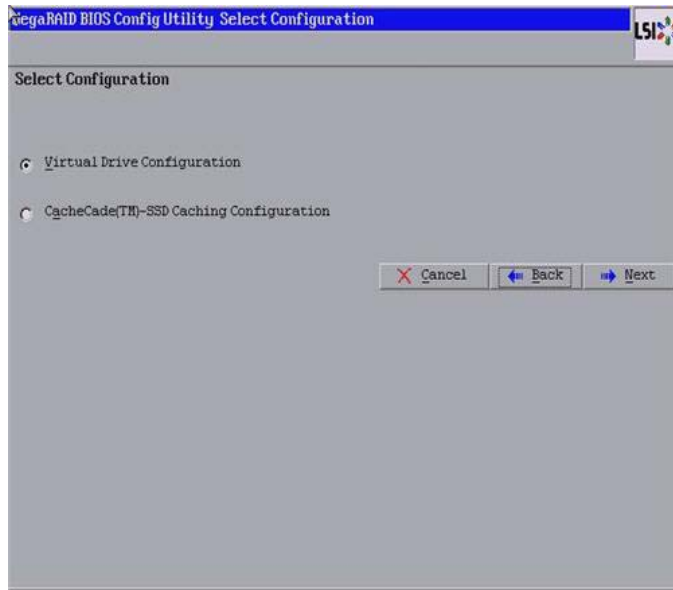 MegaRAID BIOS Config Utility Select Configuration
LSI
Select Configuration
Virtual Drive Configuration
CacheCade(TM)-SSD Caching Configuration
Cancel
Back
Next